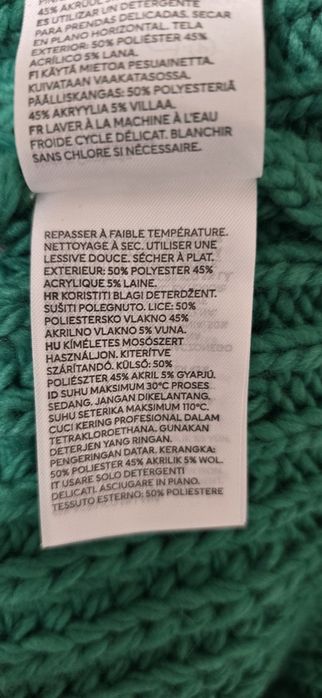 45% AKRÜÜL 5%
ES UTILIZAR UN DETERGENTE
PARA PRENDAS DELICADAS. SECAR
EN PLANO HORIZONTAL. TELA
EXTERIOR: 50% POLIÉSTER 45%
ACRÍLICO 5% LANA.
FI KÄYTÄ MIETOA PESUAINETTA.
KUIVATAAN VAAKATASOSSA.
PÄÄLLISKANGAS: 50% POLYESTERIÄ
45% AKRYYLIA 5% VILLAA.
FR LAVER À LA MACHINE À L'EAU
FROIDE CYCLE DÉLICAT. BLANCHIR
SANS CHLORE SI NÉCESSAIRE.
REPASSER À FAIBLE TEMPÉRATURE.
NETTOYAGE À SEC. UTILISER UNE
LESSIVE DOUCE. SÉCHER À PLAT.
EXTERIEUR: 50% POLYESTER 45%
ACRYLIQUE 5% LAINE.
HR KORISTITI BLAGI DETERDŽENT.
SUŠITI POLEGNUTO. LICE: 50%
POLIESTERSKO VLAKNO 45%
AKRILNO VLAKNO 5% VUNA.
HU KÍMÉLETES MOSÓSZERT
HASZNÁLJON. KITERÍTVE
SZÁRÍTANDÓ. KÜLSŐ: 50%
POLIÉSZTER 45% AKRIL 5% GYAPJÚ.
ID SUHU MAKSIMUM 30°C PROSES
SEDANG. JANGAN DIKELANTANG.
SUHU SETERIKA MAKSIMUM 110°C.
CUCI KERING PROFESIONAL DALAM
TETRAKLOROETHANA. GUNAKAN
DETERJEN YANG RINGAN.
PENGERINGAN DATAR. KERANGKA:
50% POLIESTER 45% AKRILIK 5% WOL.
IT USARE SOLO DETERGENTI
DELICATI. ASCIUGARE IN PIANO.
TESSUTO ESTERNO: 50% POLIESTERE